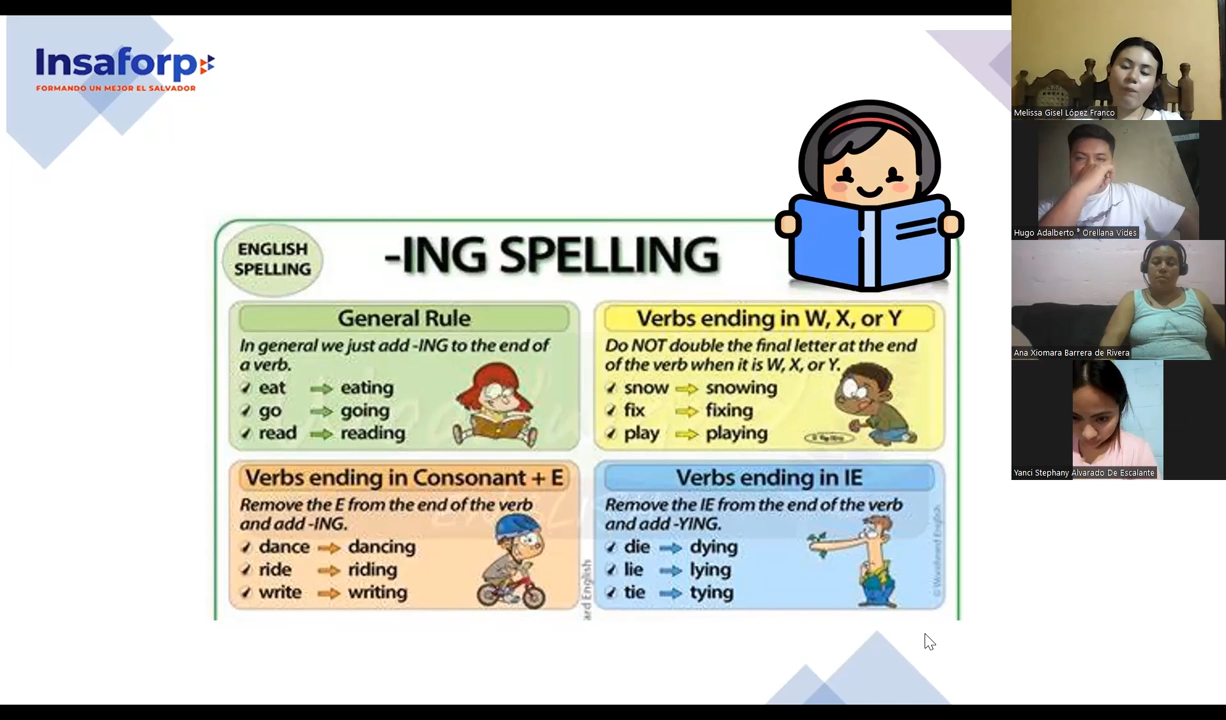 Insaforp
FORMANDO UN MEJOR EL SALVADOR
ENGLISH
SPELLING
-ING SPELLING
General Rule
In general we just add -ING to the end of
a verb.
eat eating
go going
read reading
Verbs ending in W, X, or Y
Do NOT double the final letter at the end
of the verb when it is W, X, or Y.
snow snowing
fix fixing
play playing
Verbs ending in Consonant + E
Remove the E from the end of the verb
and add -ING.
dance dancing
ride riding
write writing
ard English
Verbs ending in IE
Remove the IE from the end of the verb
and add -YING.
die dying
lie lying
tie tying
© Woodward English
Melissa Gisel López Franco
Hugo Adalberto * Orellana Vides
Ana Xiomara Barrera de Rivera
Yanci Stephany Alvarado De Escalante